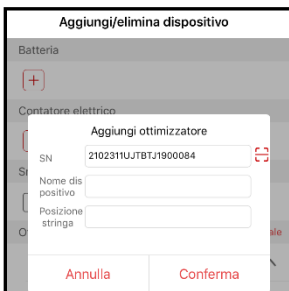 Aggiungi/elimina dispositivo
Batteria
Contatore elettrico
Aggiungi ottimizzatore
SN 2102311UJTBTJ1900084
Nome dis
positivo
Posizione
stringa
Annulla Conferma